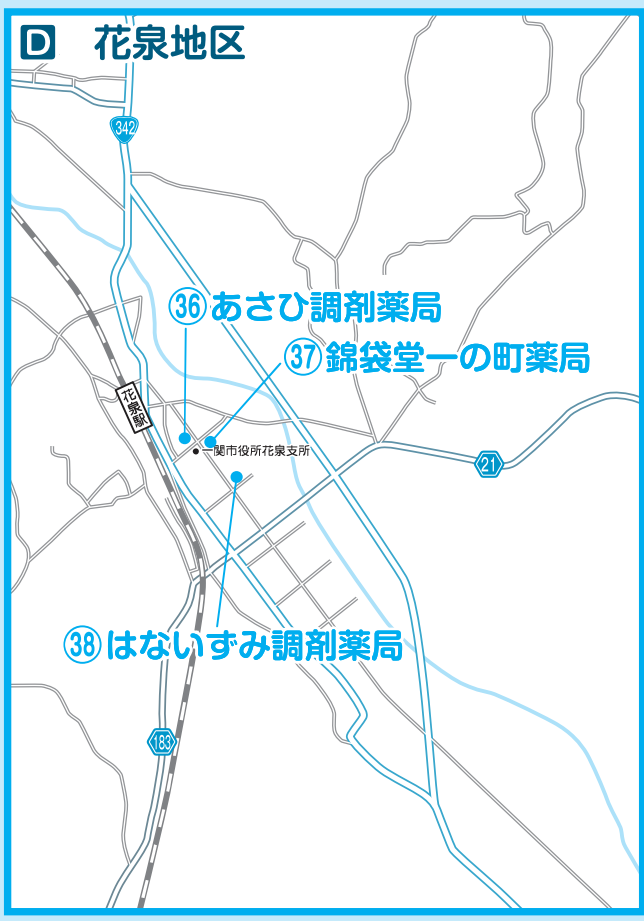 D 花泉地区
342
㊱あさひ調剤薬局
㊲錦袋堂一の町薬局
花泉駅
一関市役所花泉支所
21
㊳はないずみ調剤薬局
183